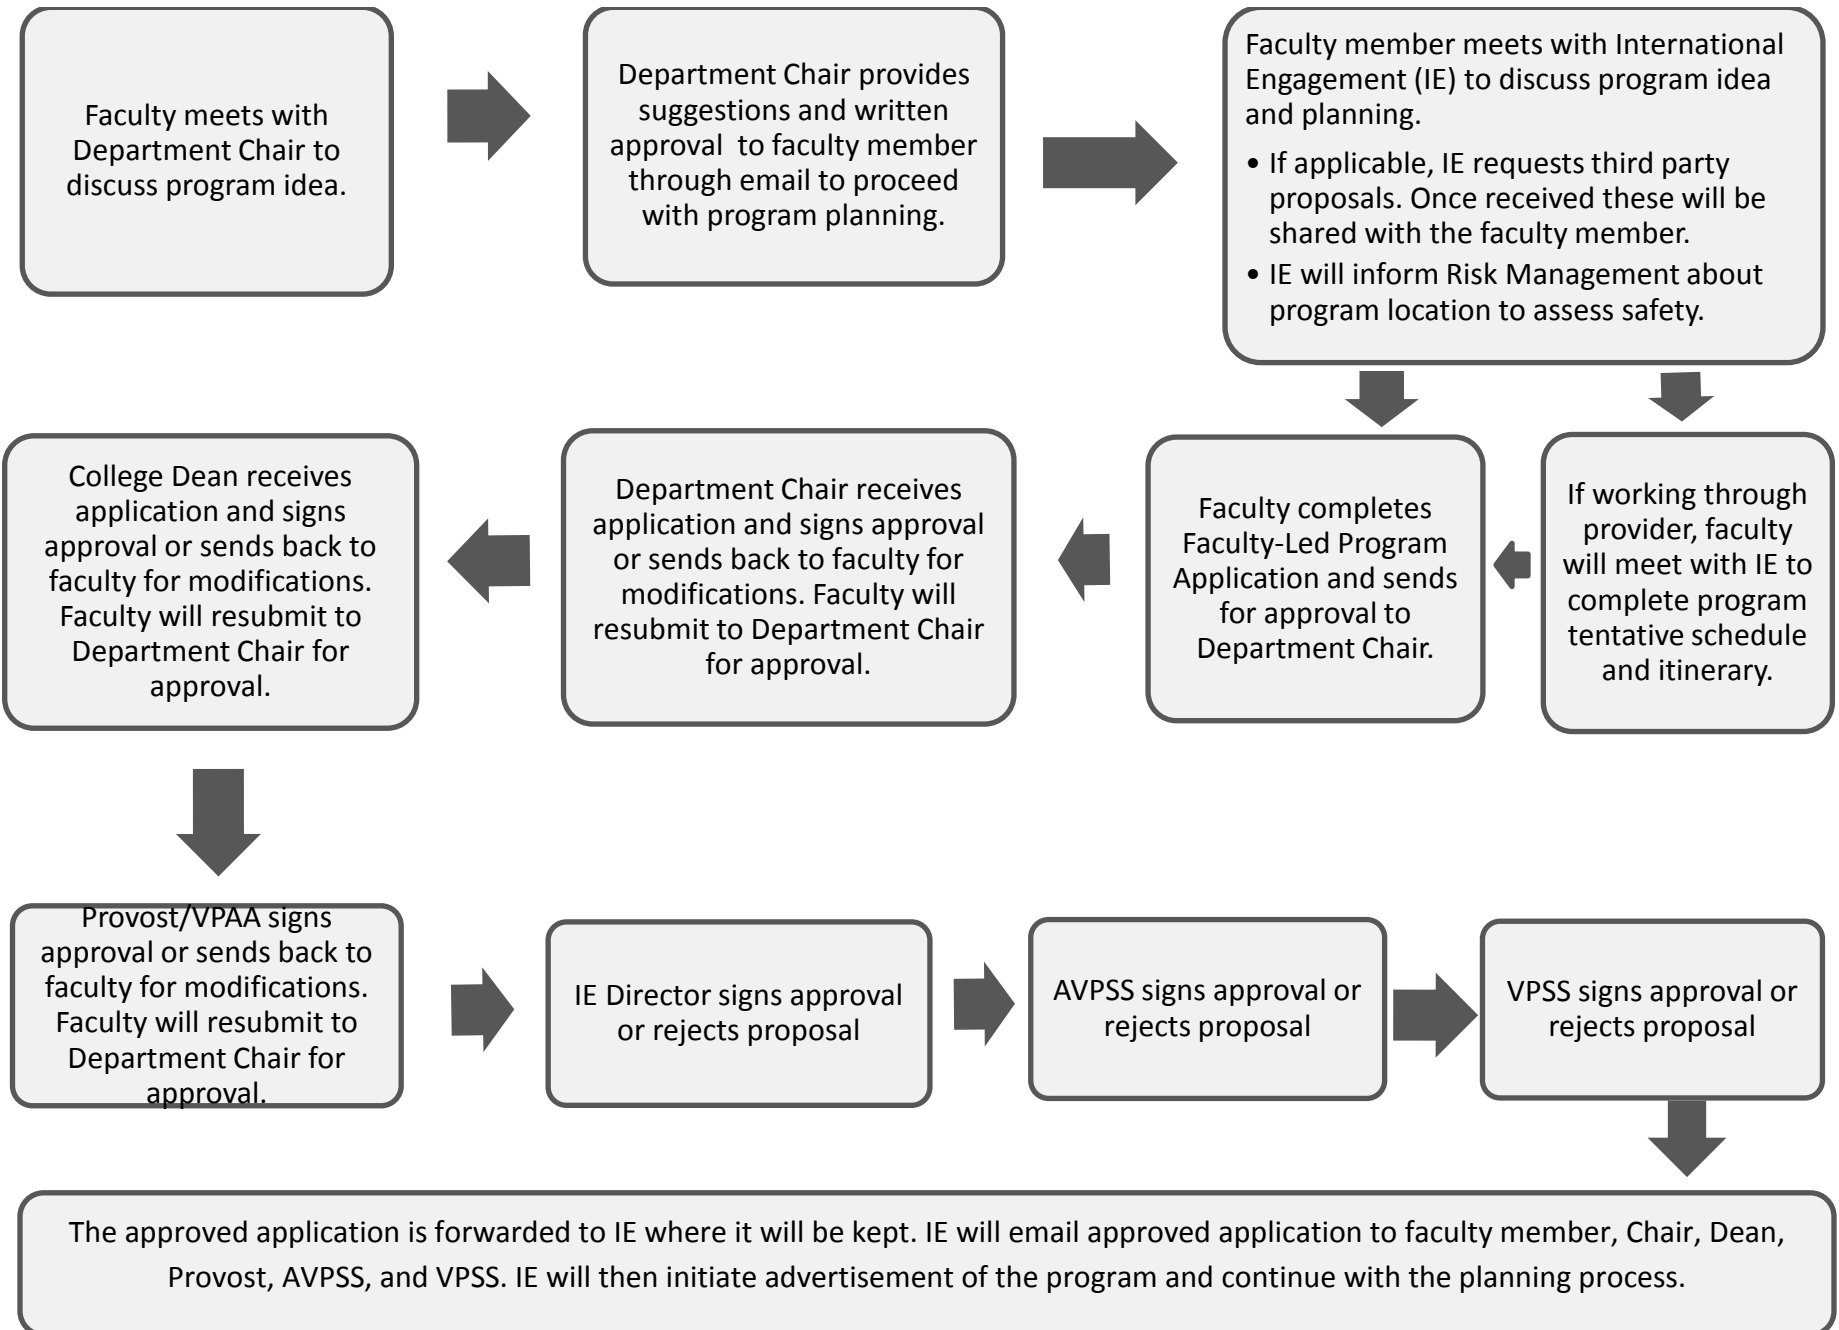 Faculty meets with
Department Chair to
discuss program idea.
Department Chair provides
suggestions and written
approval  to faculty member
through email to proceed
with program planning.
Faculty member meets with International
Engagement (IE) to discuss program idea
and planning.
• If applicable, IE requests third party
proposals. Once received these will be
shared with the faculty member.
• IE will inform Risk Management about
program location to assess safety.
If working through
provider, faculty
will meet with IE to
complete program
tentative schedule
and itinerary.
Faculty completes
Faculty-Led Program
Application and sends
for approval to
Department Chair.
Department Chair receives
application and signs approval
or sends back to faculty for
modifications. Faculty will
resubmit to Department Chair
for approval.
College Dean receives
application and signs
approval or sends back to
faculty for modifications.
Faculty will resubmit to
Department Chair for
approval.
Provost/VPAA signs
approval or sends back to
faculty for modifications.
Faculty will resubmit to
Department Chair for
approval.
IE Director signs approval
or rejects proposal
AVPSS signs approval or
rejects proposal
VPSS signs approval or
rejects proposal
The approved application is forwarded to IE where it will be kept. IE will email approved application to faculty member, Chair, Dean,
Provost, AVPSS, and VPSS. IE will then initiate advertisement of the program and continue with the planning process.